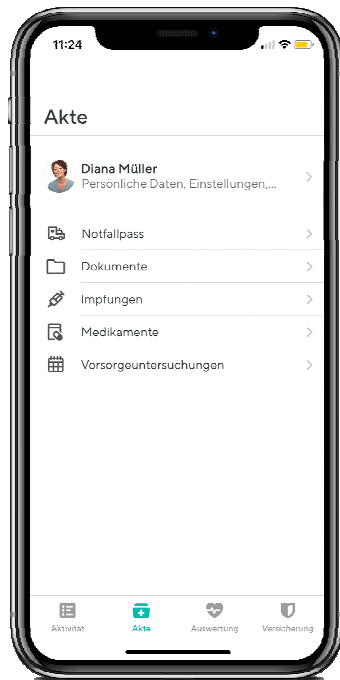 11:24
Akte
Diana Müller
Persönliche Daten, Einstellungen,...
Notfallpass
Dokumente
Impfungen
Medikamente
Vorsorgeuntersuchungen
Aktivität Akte Auswertung Versicherung